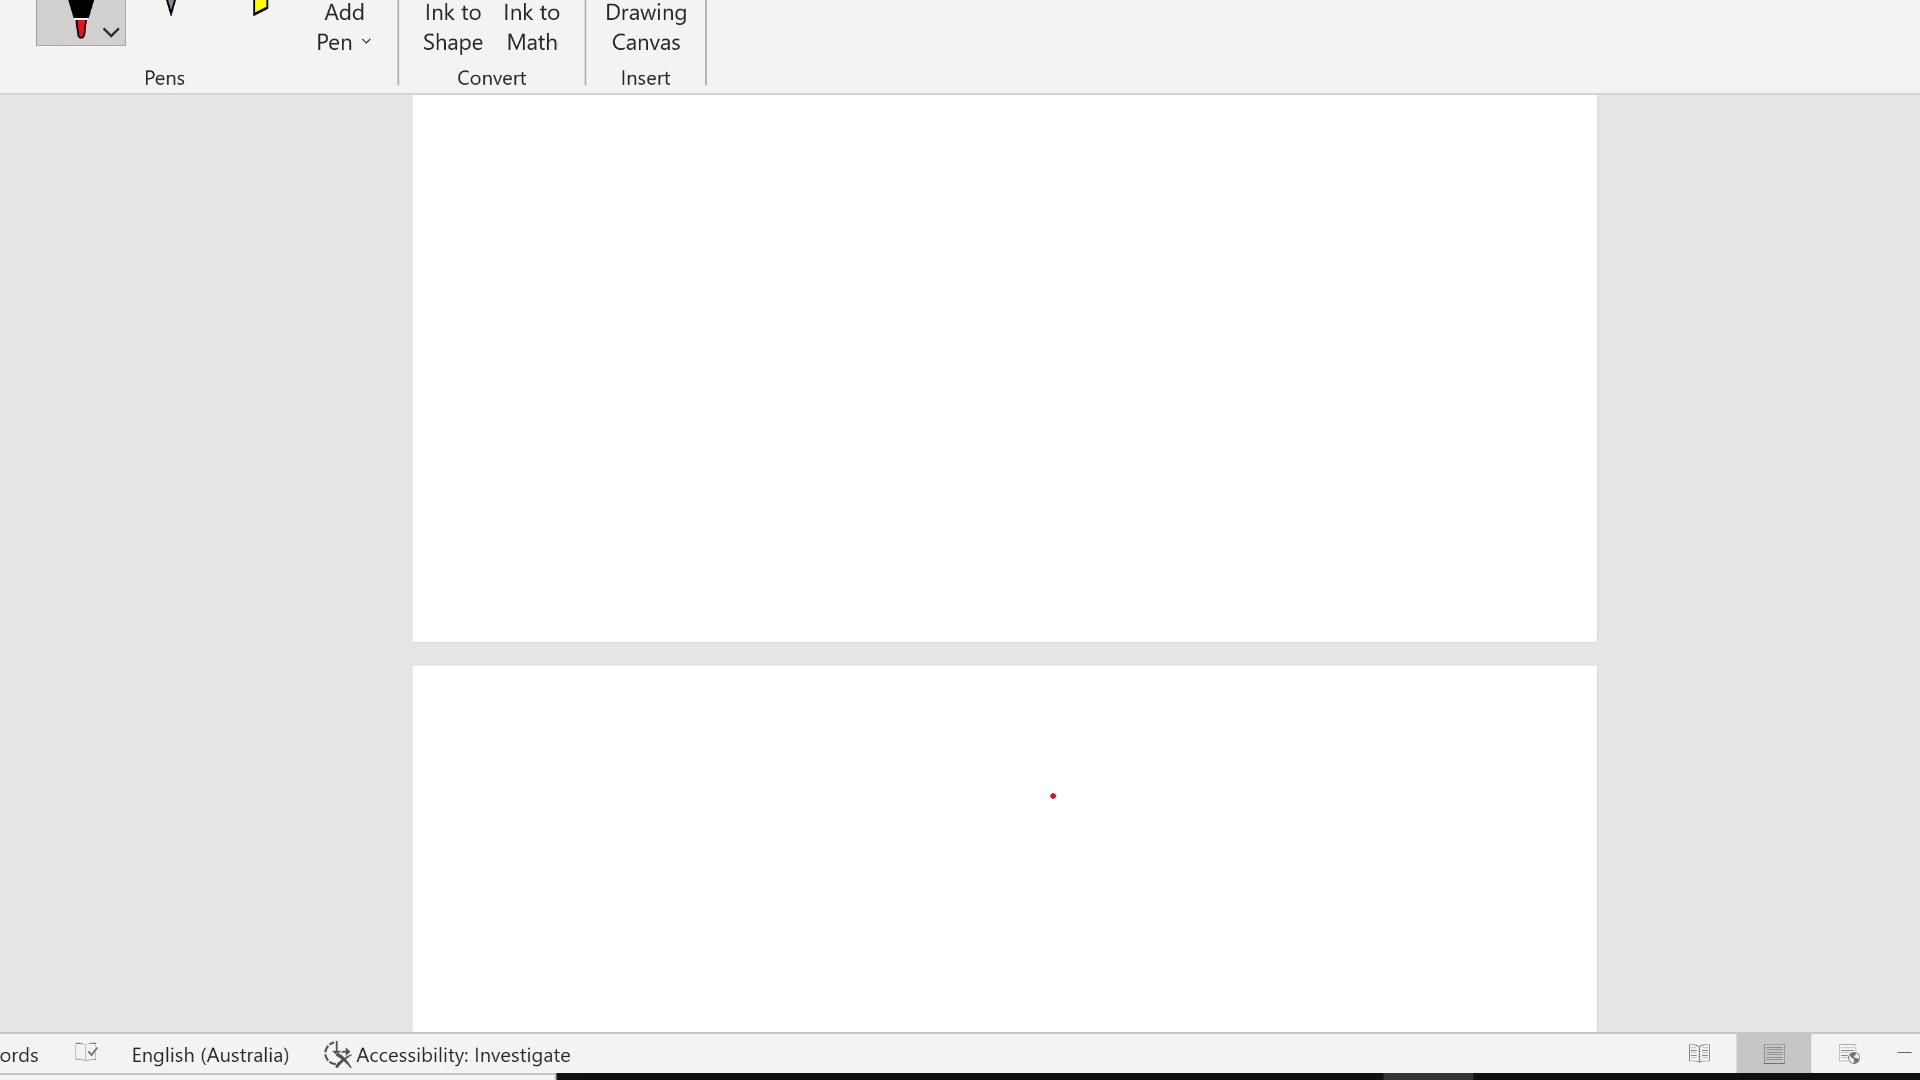 Add Pen
Ink to Shape
Ink to Math
Drawing Canvas
Pens
Convert
Insert
ords
English (Australia)
Accessibility: Investigate